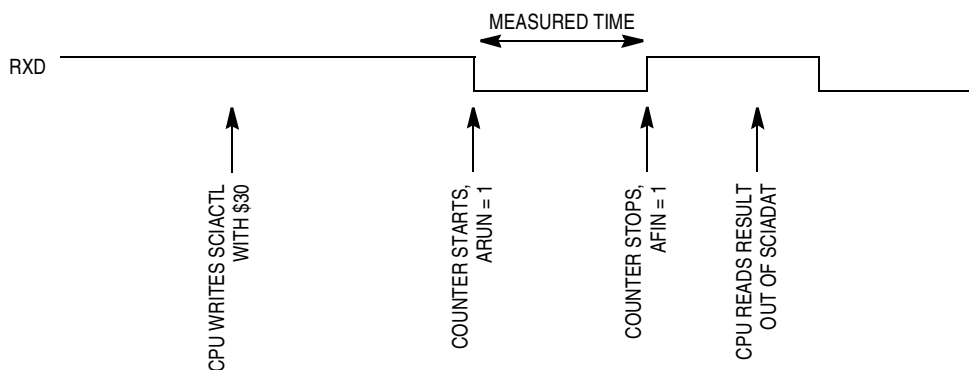 MEASURED TIME
RXD
CPU WRITES SCIACTL
WITH $30
COUNTER STARTS,
ARUN = 1
COUNTER STOPS,
AFIN = 1
CPU READS RESULT
OUT OF SCIADAT